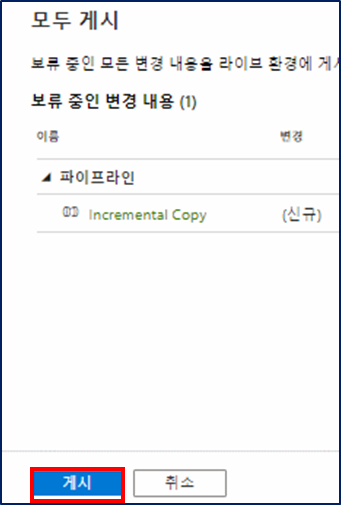 모두 게시
보류 중인 모든 변경 내용을 라이브 환경에 게시
보류 중인 변경 내용 (1)
이름 변경
파이프라인
Incremental Copy (신규)
게시 취소